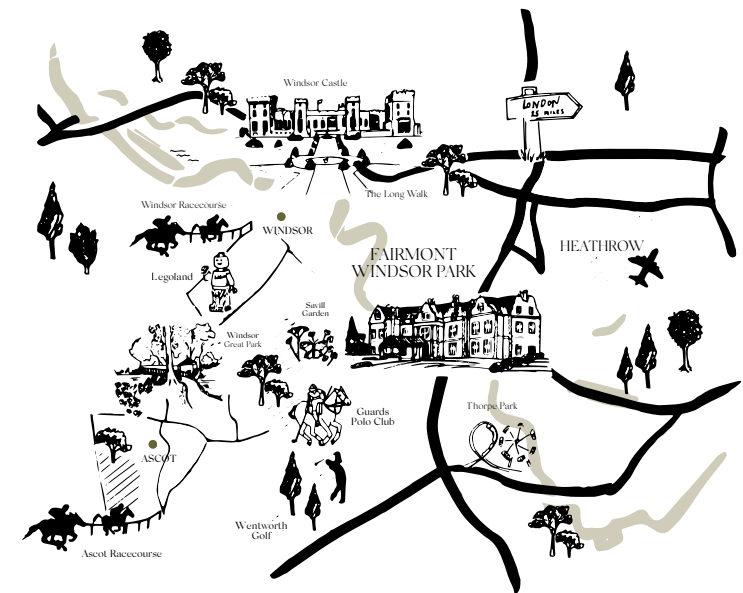 Windsor Castle
LONDON
25 MILES
The Long Walk
Windsor Racecourse
WINDSOR
HEATHROW
FAIRMONT
WINDSOR PARK
Legoland
Savill
Garden
Windsor
Great Park
Thorpe Park
Guards
Polo Club
ASCOT
Wentworth
Golf
Ascot Racecourse